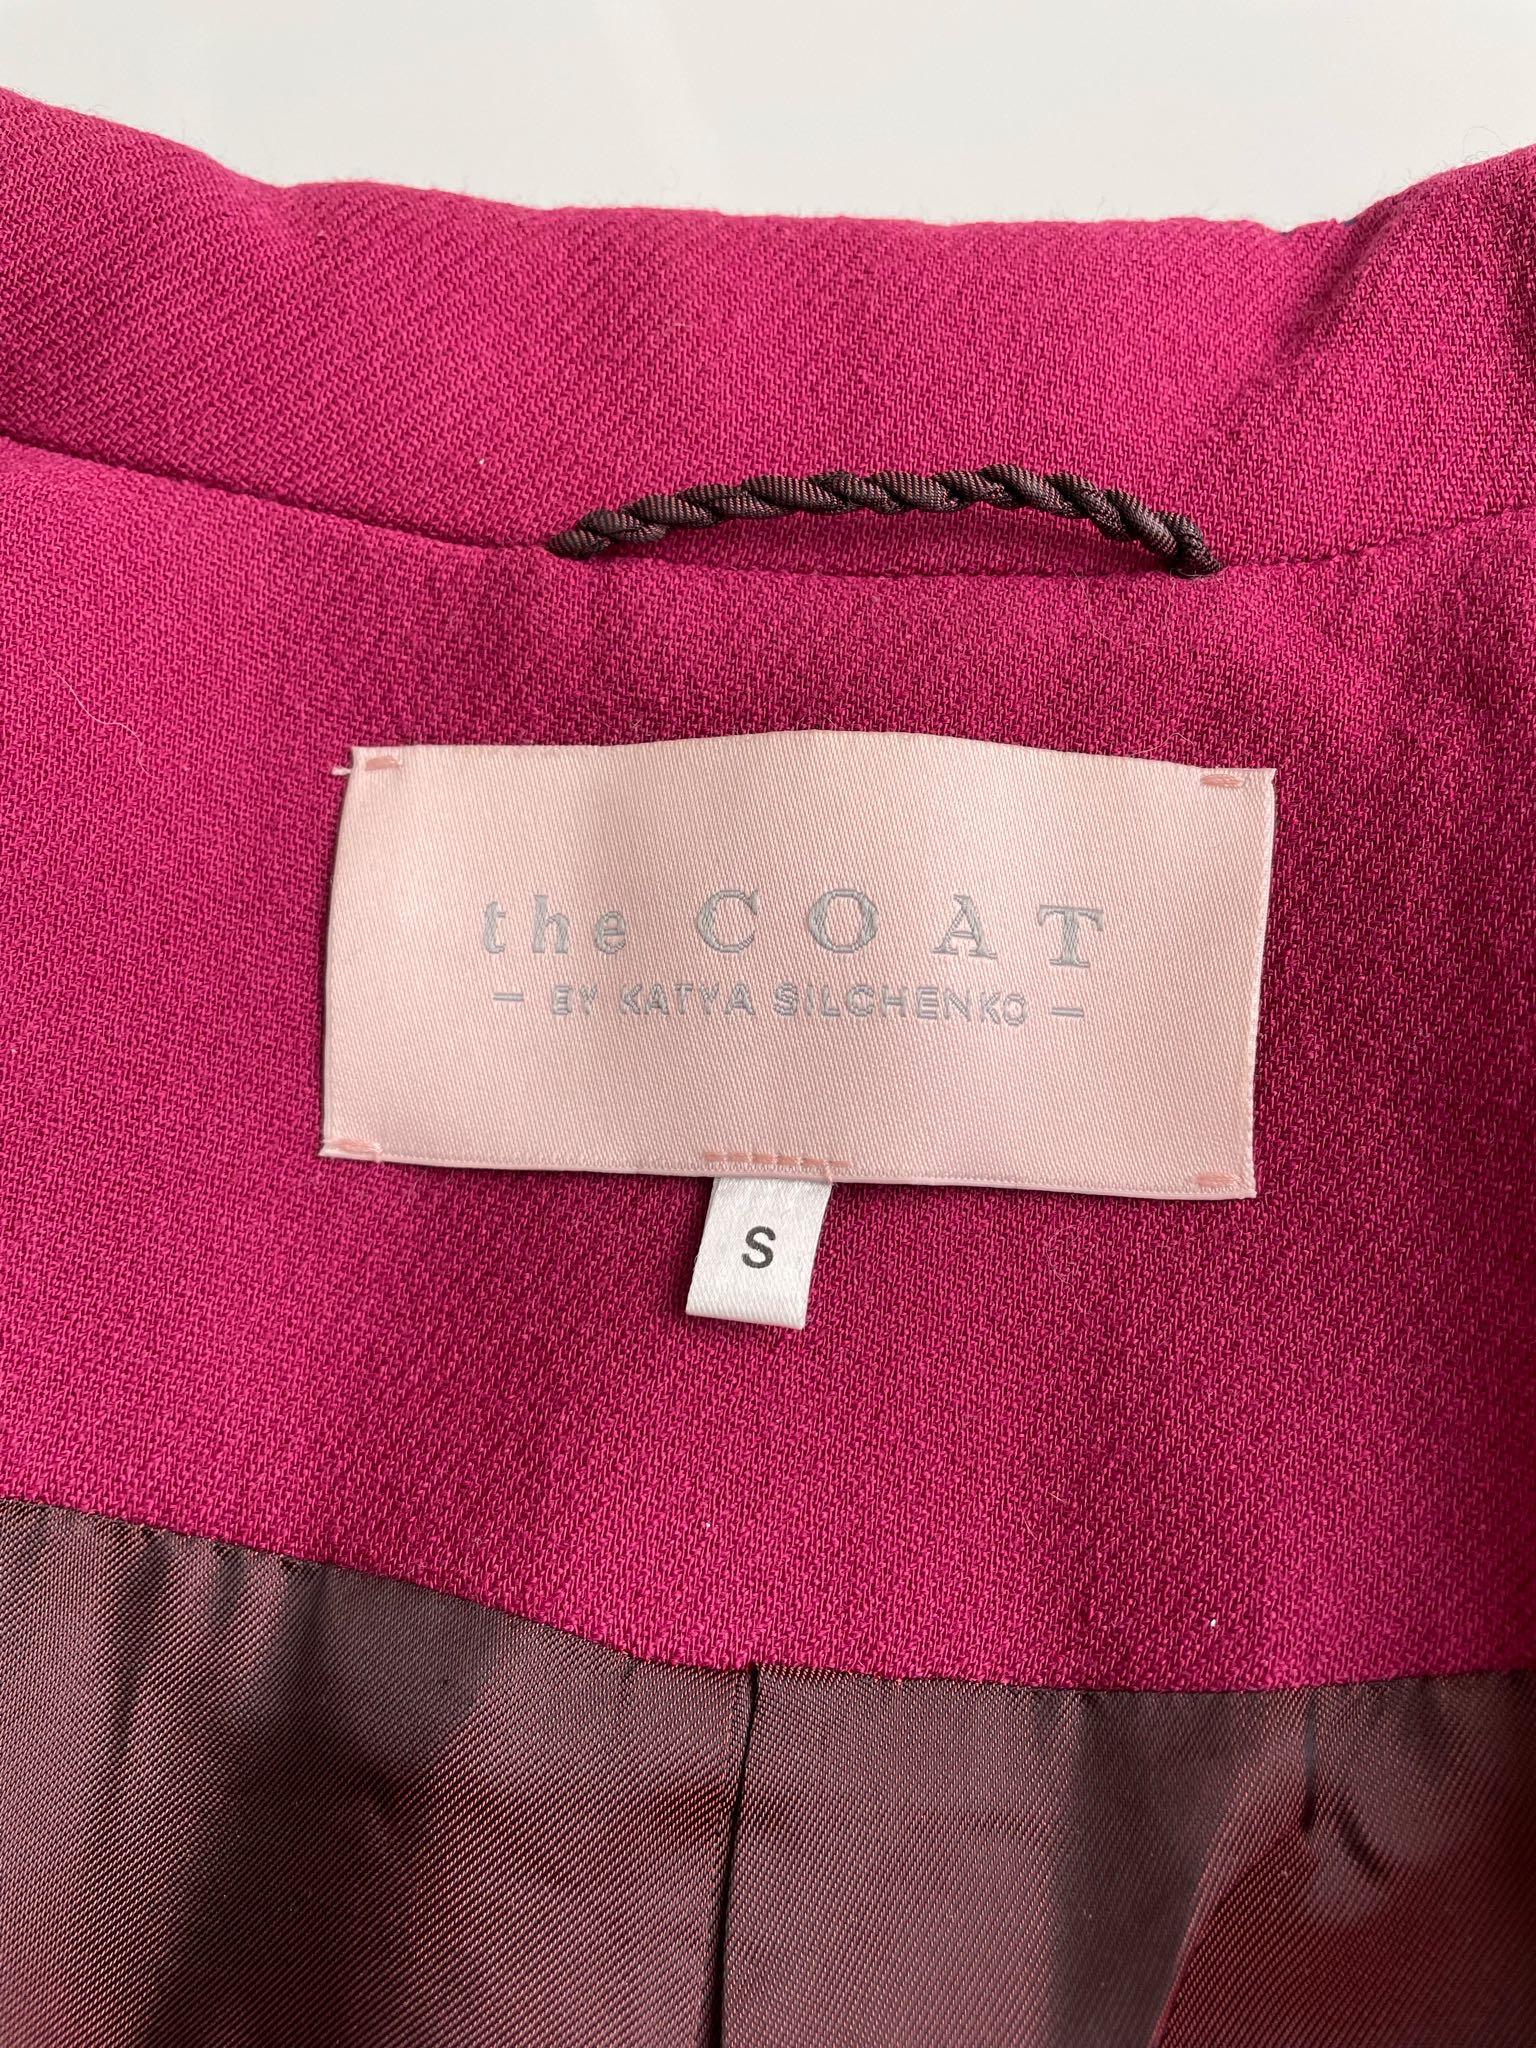 the COAT
— BY KATYA SILCHENKO —
S